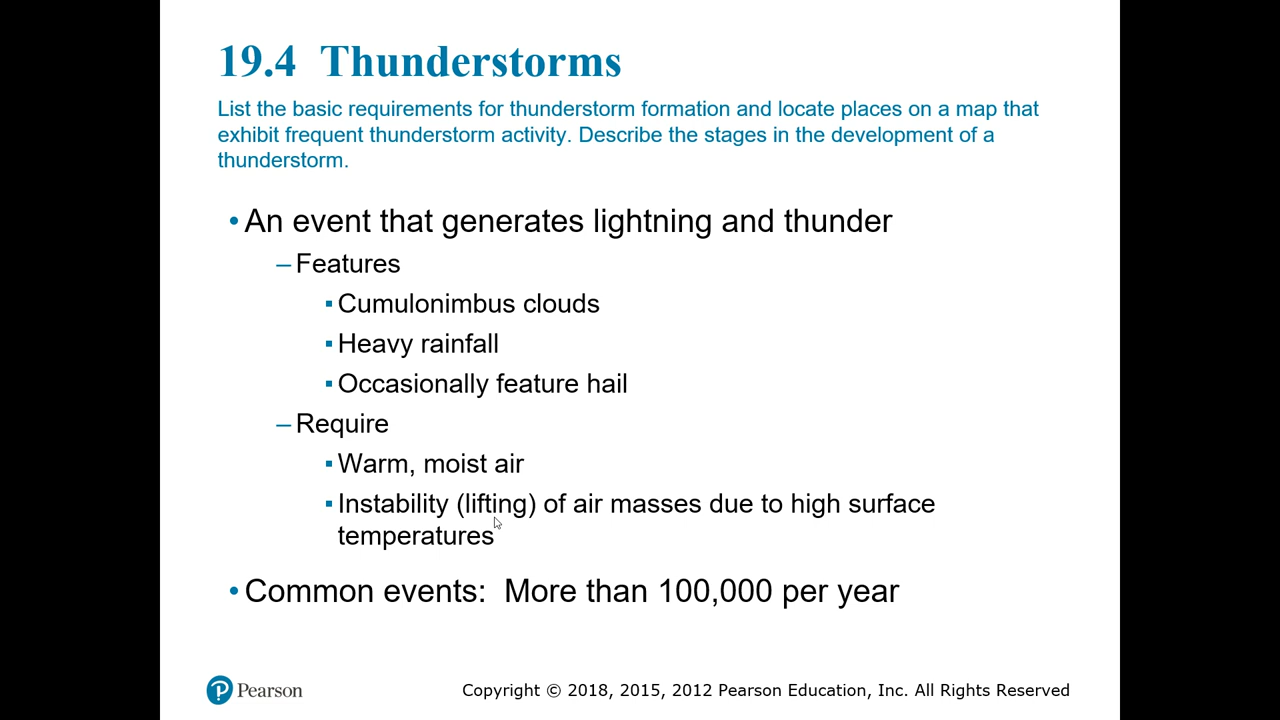 19.4 Thunderstorms
List the basic requirements for thunderstorm formation and locate places on a map that
exhibit frequent thunderstorm activity. Describe the stages in the development of a
thunderstorm.
• An event that generates lightning and thunder
– Features
▪ Cumulonimbus clouds
▪ Heavy rainfall
▪ Occasionally feature hail
– Require
▪ Warm, moist air
▪ Instability (lifting) of air masses due to high surface
temperatures
• Common events: More than 100,000 per year
Pearson
Copyright © 2018, 2015, 2012 Pearson Education, Inc. All Rights Reserved